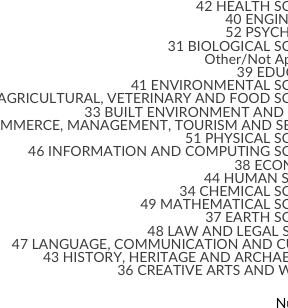 42 HEALTH SC
40 ENGIN
52 PSYCH
31 BIOLOGICAL SC
Other/Not Ap
39 EDUC
41 ENVIRONMENTAL SC
AGRICULTURAL, VETERINARY AND FOOD SC
33 BUILT ENVIRONMENT AND
MMERCE, MANAGEMENT, TOURISM AND SE
51 PHYSICAL SC
46 INFORMATION AND COMPUTING SC
38 ECON
44 HUMAN S
34 CHEMICAL SC
49 MATHEMATICAL SC
37 EARTH SC
48 LAW AND LEGAL S
47 LANGUAGE, COMMUNICATION AND CU
43 HISTORY, HERITAGE AND ARCHAE
36 CREATIVE ARTS AND W
Nu